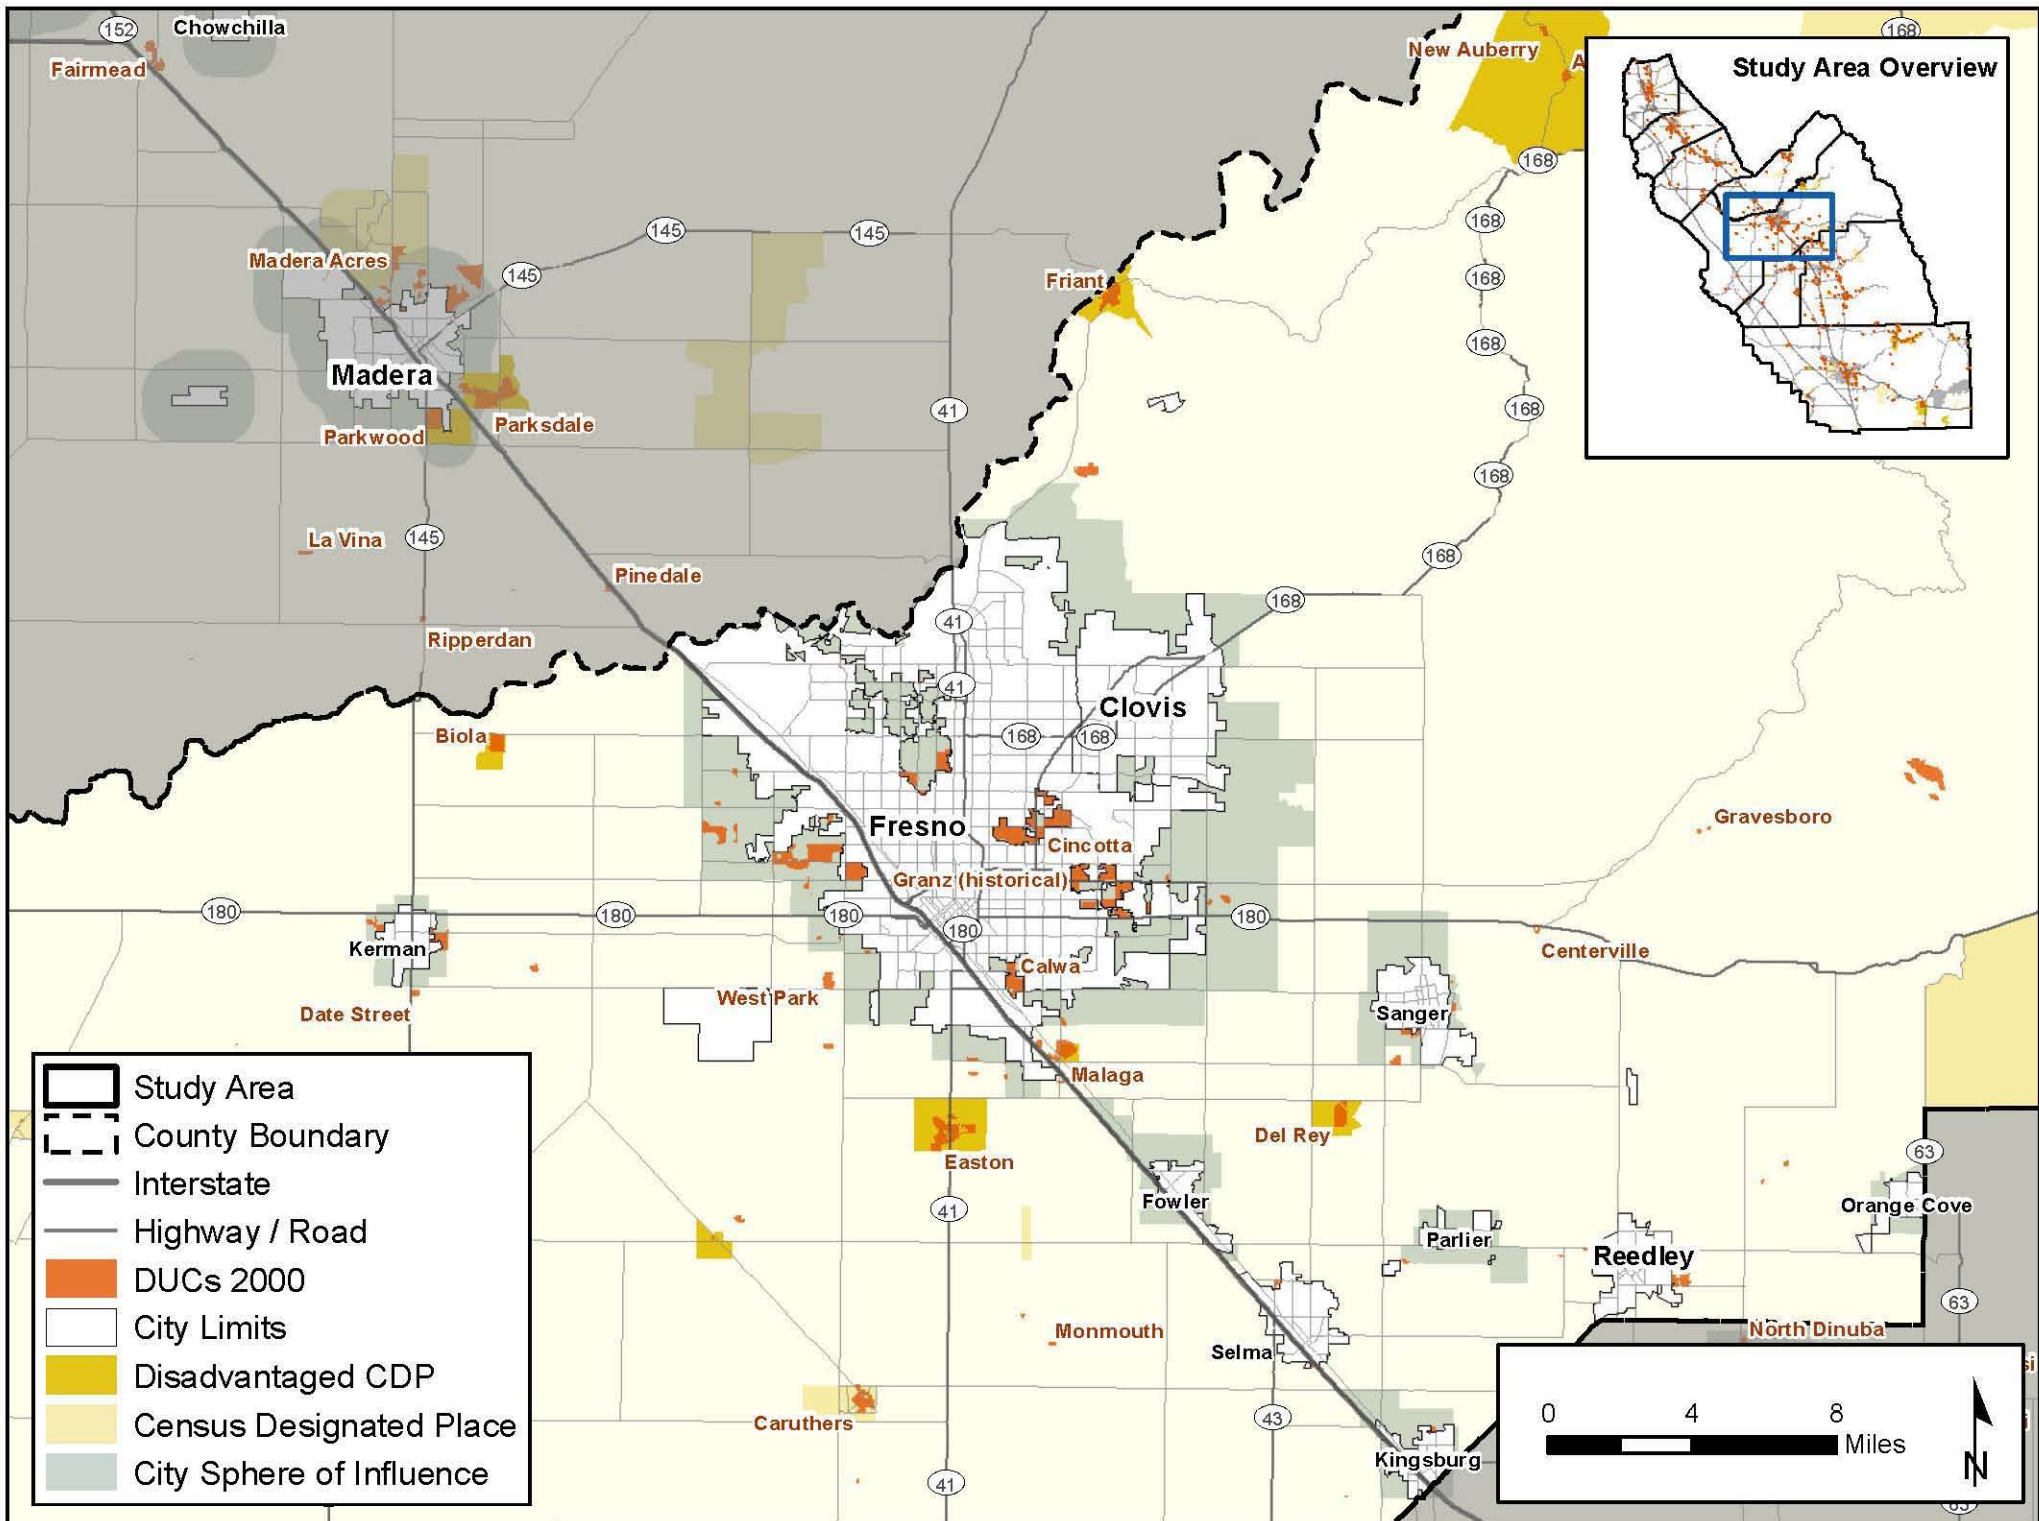 152
Chowchilla
Fairmead
New Auberry
168
Study Area Overview
168
145
145
168
Madera Acres
145
Friant
168
168
Madera
41
168
Parkwood
Parksdale
168
La Vina
145
168
Pinedale
168
41
Ripperdan
41
Clovis
Biola
168
168
Fresno
Gravesboro
Cincotta
Granz (historical)
180
180
180
180
180
Kerman
Centerville
Calwa
West Park
Date Street
Sanger
Malaga
Del Rey
63
Easton
Fowler
Orange Cove
41
Parlier
Reedley
63
Monmouth
North Dinuba
Selma
Caruthers
43
Kingsburg
41
Study Area
County Boundary
Interstate
Highway / Road
DUCs 2000
City Limits
Disadvantaged CDP
Census Designated Place
City Sphere of Influence
0 4 8
Miles
N